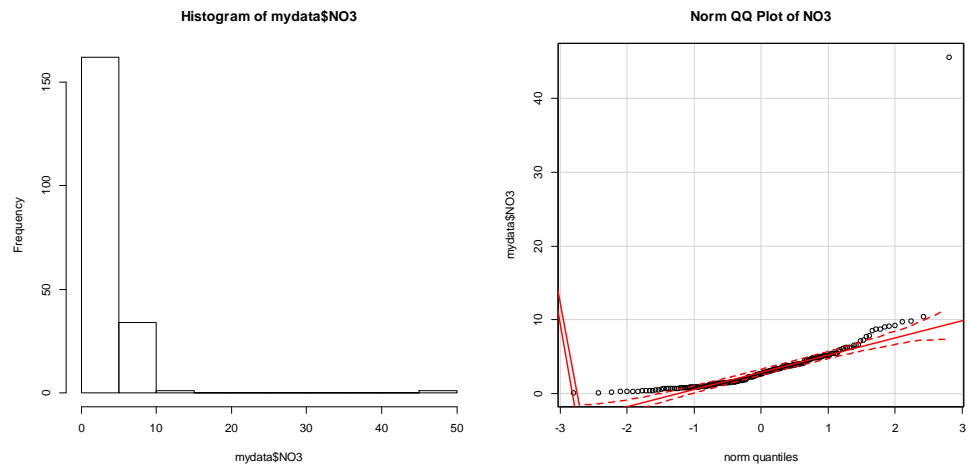 Histogram of mydata$NO3
Frequency
0
50
100
150
0 10 20 30 40 50
mydata$NO3
Norm QQ Plot of NO3
mydata$NO3
0
10
20
30
40
-3 -2 -1 0 1 2 3
norm quantiles